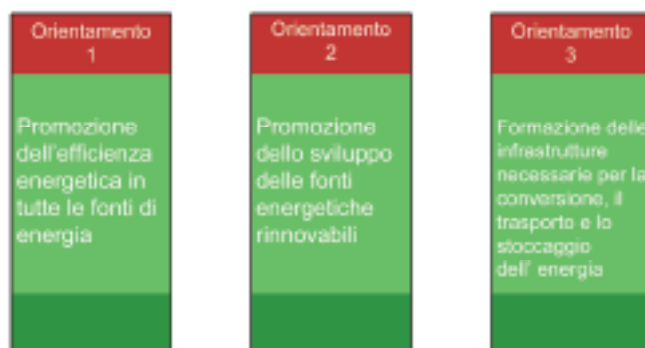 Orientamento
1
Promozione
dell'efficienza
energetica in
tutte le fonti di
energia
Orientamento
2
Promozione
dello sviluppo
delle fonti
energetiche
rinnovabili
Orientamento
3
Formazione delle
infrastrutture
necessarie per la
conversione, il
trasporto e lo
stoccaggio
dell' energia